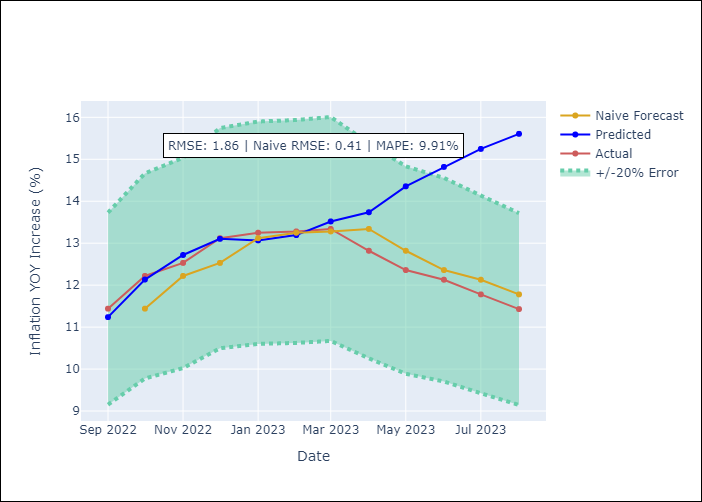 RMSE: 1.86 | Naive RMSE: 0.41 | MAPE: 9.91%
Naive Forecast
Predicted
Actual
+/-20% Error
Inflation YOY Increase (%)
16
15
14
13
12
11
10
9
Sep 2022 Nov 2022 Jan 2023 Mar 2023 May 2023 Jul 2023
Date